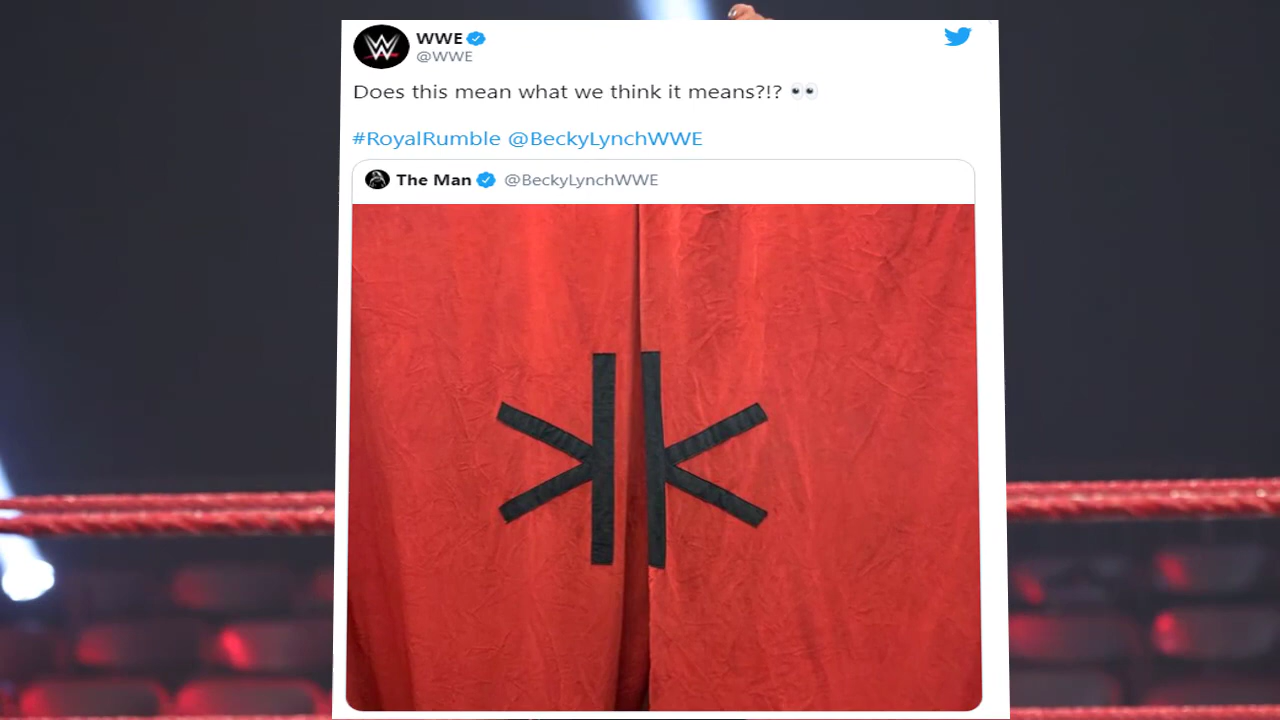 WWE
@WWE
Does this mean what we think it means?!? 👀
#RoyalRumble @BeckyLynchWWE
The Man @BeckyLynchWWE